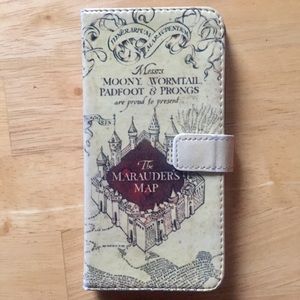 Messrs
MOONY, WORMTAIL
PADFOOT & PRONGS
are proud to present
The
MARAUDER'S
MAP